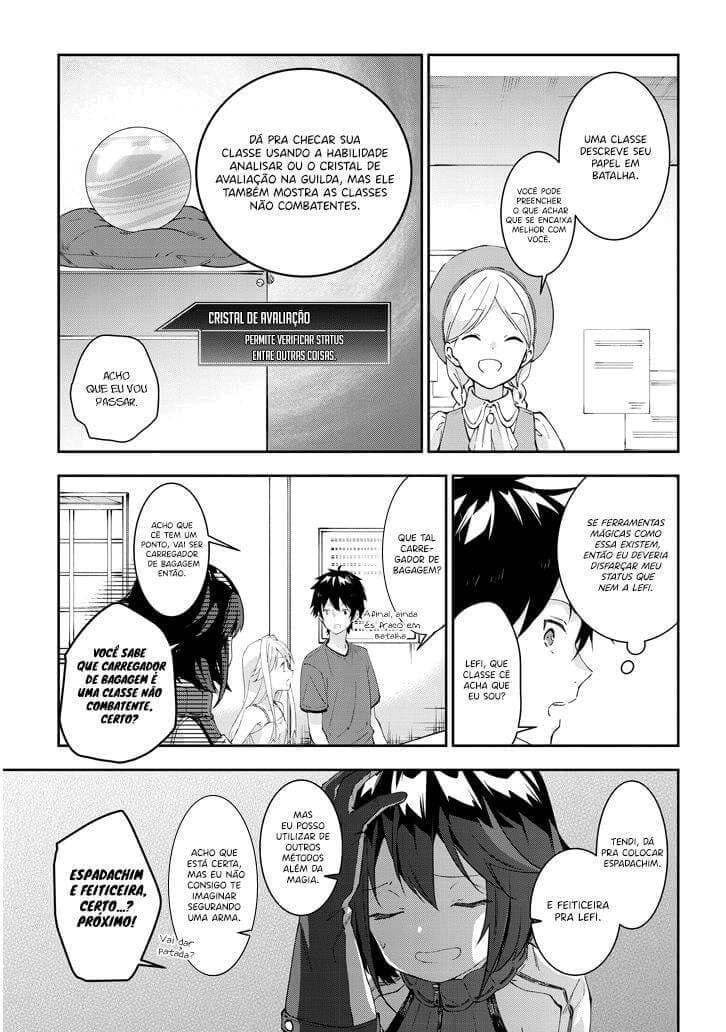 UMA CLASSE
DESCREVE SEU
PAPEL EM
BATALHA.
VOCÊ PODE
PREENCHER
O QUE ACHAR
QUE SE ENCAIXA
MELHOR COM
VOCÊ.
DÁ PRA CHECAR SUA
CLASSE USANDO A HABILIDADE
ANALISAR OU O CRISTAL DE
AVALIAÇÃO NA GUILDA, MAS ELE
TAMBÉM MOSTRA AS CLASSES
NÃO COMBATENTES.
CRISTAL DE AVALIAÇÃO
PERMITE VERIFICAR STATUS
ENTRE OUTRAS COISAS.
ACHO
QUE EU VOU
PASSAR.
SE FERRAMENTAS
MÁGICAS COMO
ESSA EXISTEM,
ENTÃO EU DEVERIA
DISFARÇAR MEU
STATUS QUE
NEM A LEFI.
LEFI, QUE
CLASSE CÊ
ACHA QUE
EU SOU?
QUE TAL
CARRE-
GADOR DE
BAGAGEM?
Afinal, ainda
és fraco em
batalha
ACHO QUE
CÊ TEM UM
PONTO, VAI SER
CARREGADOR
DE BAGAGEM
ENTÃO.
VOCÊ SABE
QUE CARREGADOR
DE BAGAGEM É
UMA CLASSE NÃO
COMBATENTE,
CERTO?
TENDI, DÁ
PRA COLOCAR
ESPADACHIM.
E FEITICEIRA
PRA LEFI.
MAS
EU POSSO
UTILIZAR DE
OUTROS
MÉTODOS
ALÉM DA
MAGIA.
ACHO QUE
ESTÁ CERTA,
MAS EU NÃO
CONSIGO TE
IMAGINAR
SEGURANDO
UMA ARMA.
Vai dar
patada?
ESPADACHIM
E FEITICEIRA,
CERTO...?
PRÓXIMO!